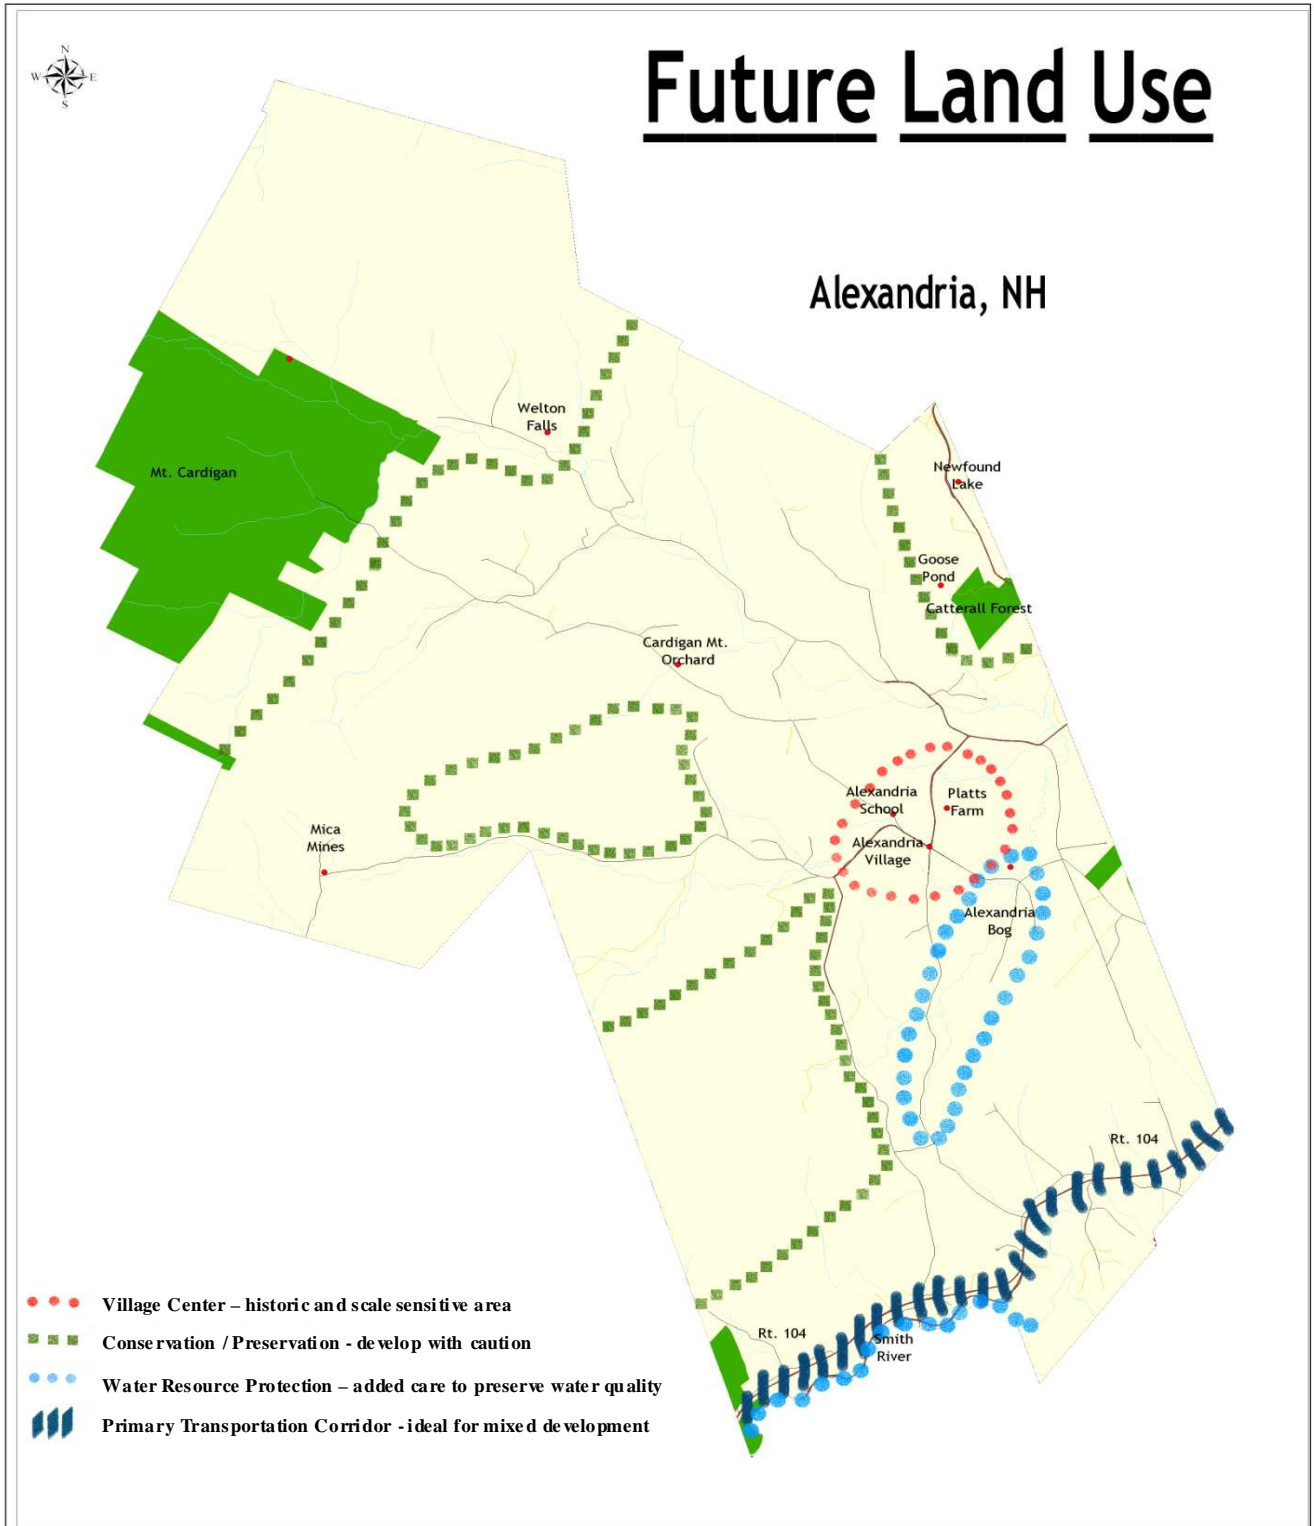 N
W E
S
Future Land Use
Alexandria, NH
Welton
Falls
Mt. Cardigan
Newfound
Lake
Goose
Pond
Catterall Forest
Cardigan Mt.
Orchard
Alexandria
School
Platts
Farm
Mica
Mines
Alexandria
Village
Alexandria
Bog
Rt. 104
Rt. 104
Smith
River
Village Center – historic and scale sensitive area
Conservation / Preservation - develop with caution
Water Resource Protection – added care to preserve water quality
Primary Transportation Corridor - ideal for mixed development